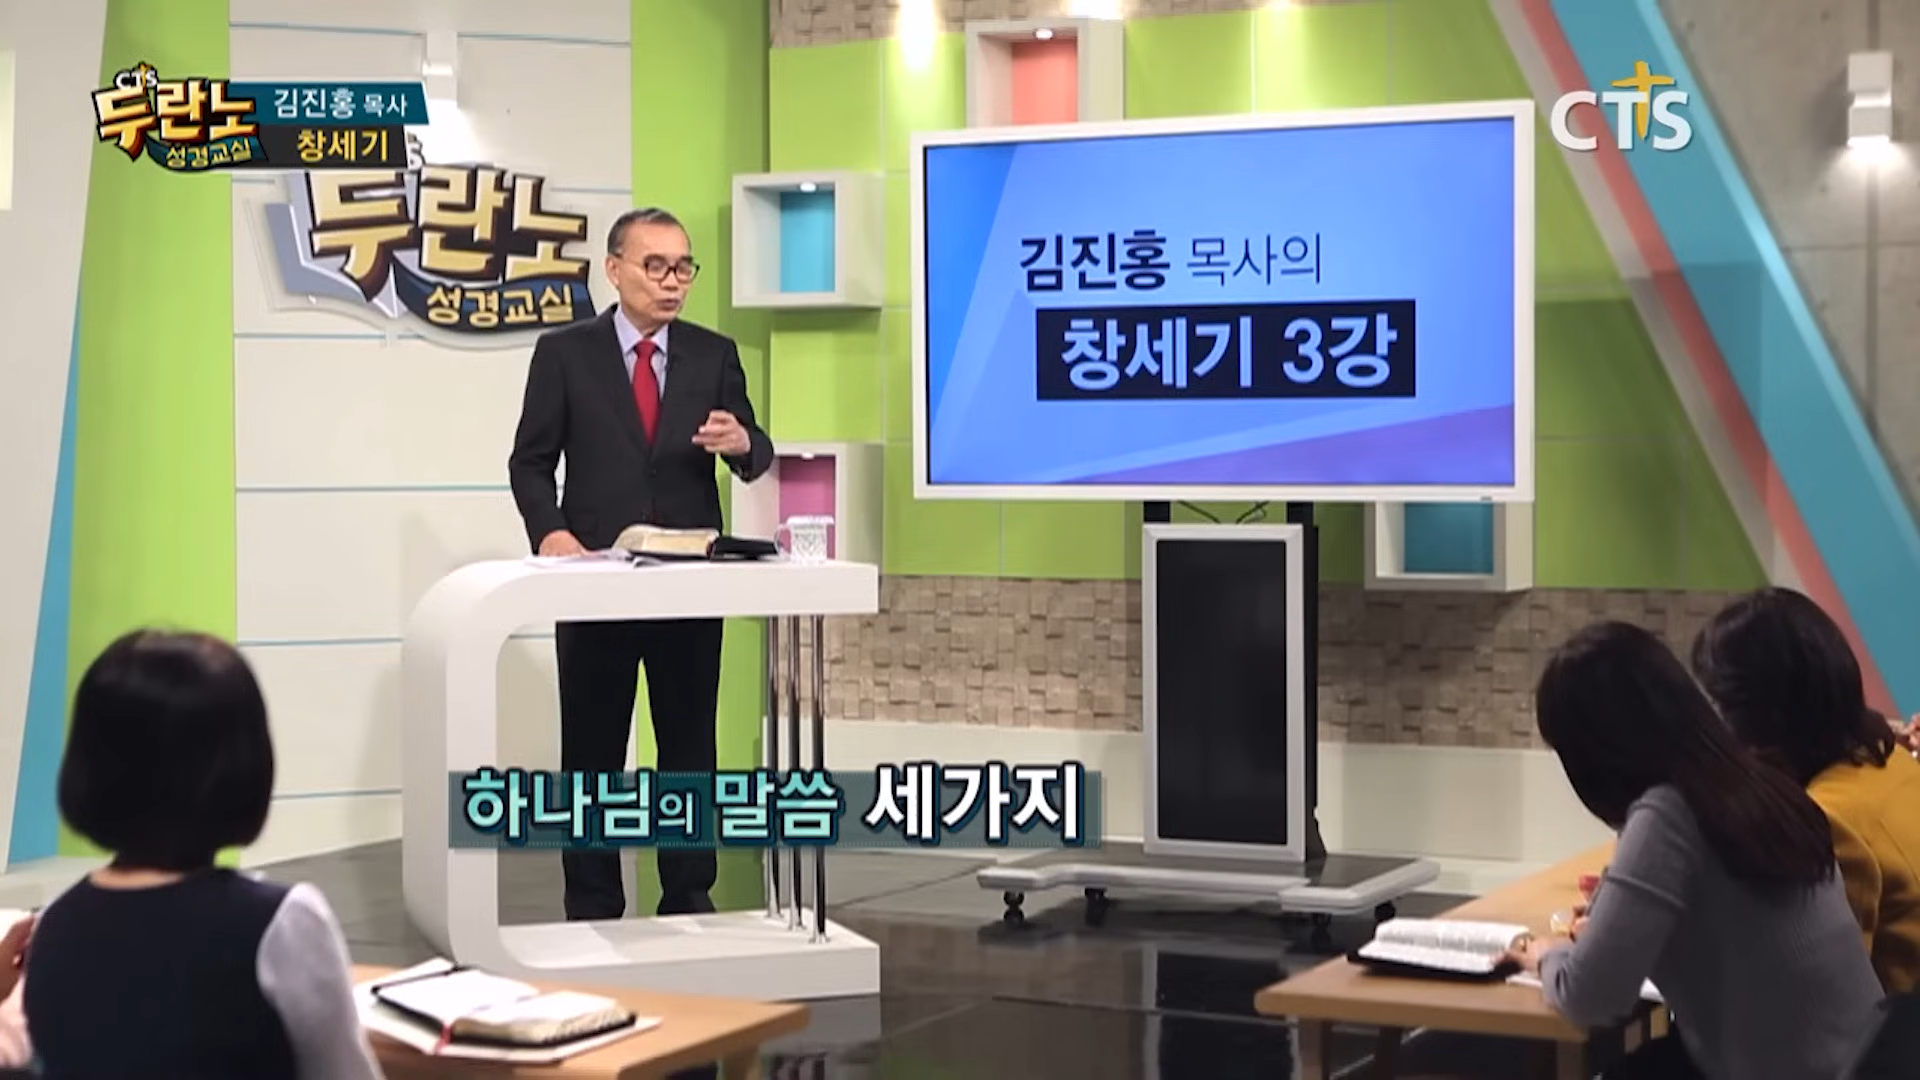 CTS
두란노
성경교실
김진홍 목사
창세기
CTS
두란노
성경교실
김진홍 목사의
창세기 3강
하나님의 말씀 세가지